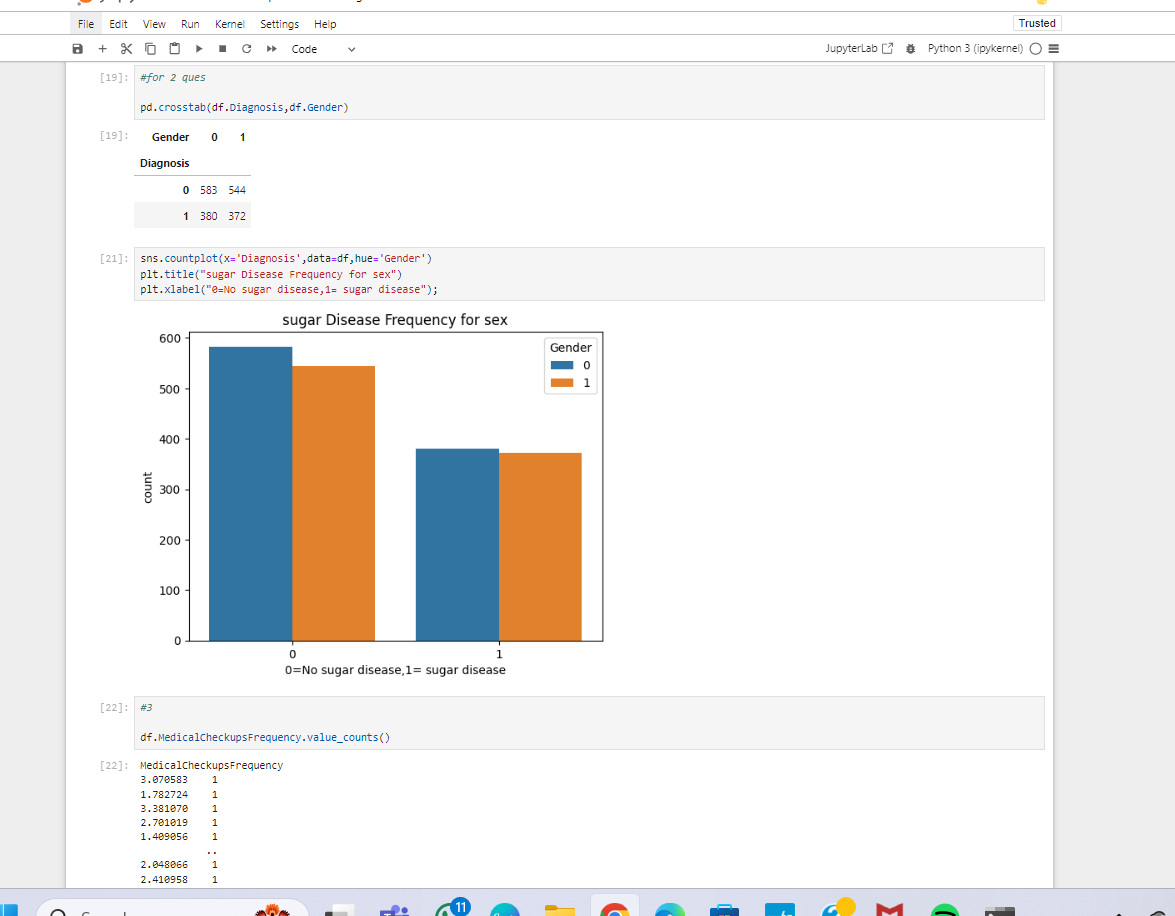 File Edit View Run Kernel Settings Help Trusted
Code JupyterLab Python 3 (ipykernel)
[19]: #for 2 ques
pd.crosstab(df.Diagnosis,df.Gender)
[19]: Gender 0 1
Diagnosis
0 583 544
1 380 372
[21]: sns.countplot(x='Diagnosis',data=df,hue='Gender')
plt.title("sugar Disease Frequency for sex")
plt.xlabel("0=No sugar disease,1= sugar disease");
sugar Disease Frequency for sex
Gender
0
1
600
500
400
300
200
100
0
count
0 1
0=No sugar disease,1= sugar disease
[22]: #3
df.MedicalCheckupsFrequency.value_counts()
[22]: MedicalCheckupsFrequency
3.070583 1
1.782724 1
3.381070 1
2.701019 1
1.409056 1
..
2.048066 1
2.410958 1
11